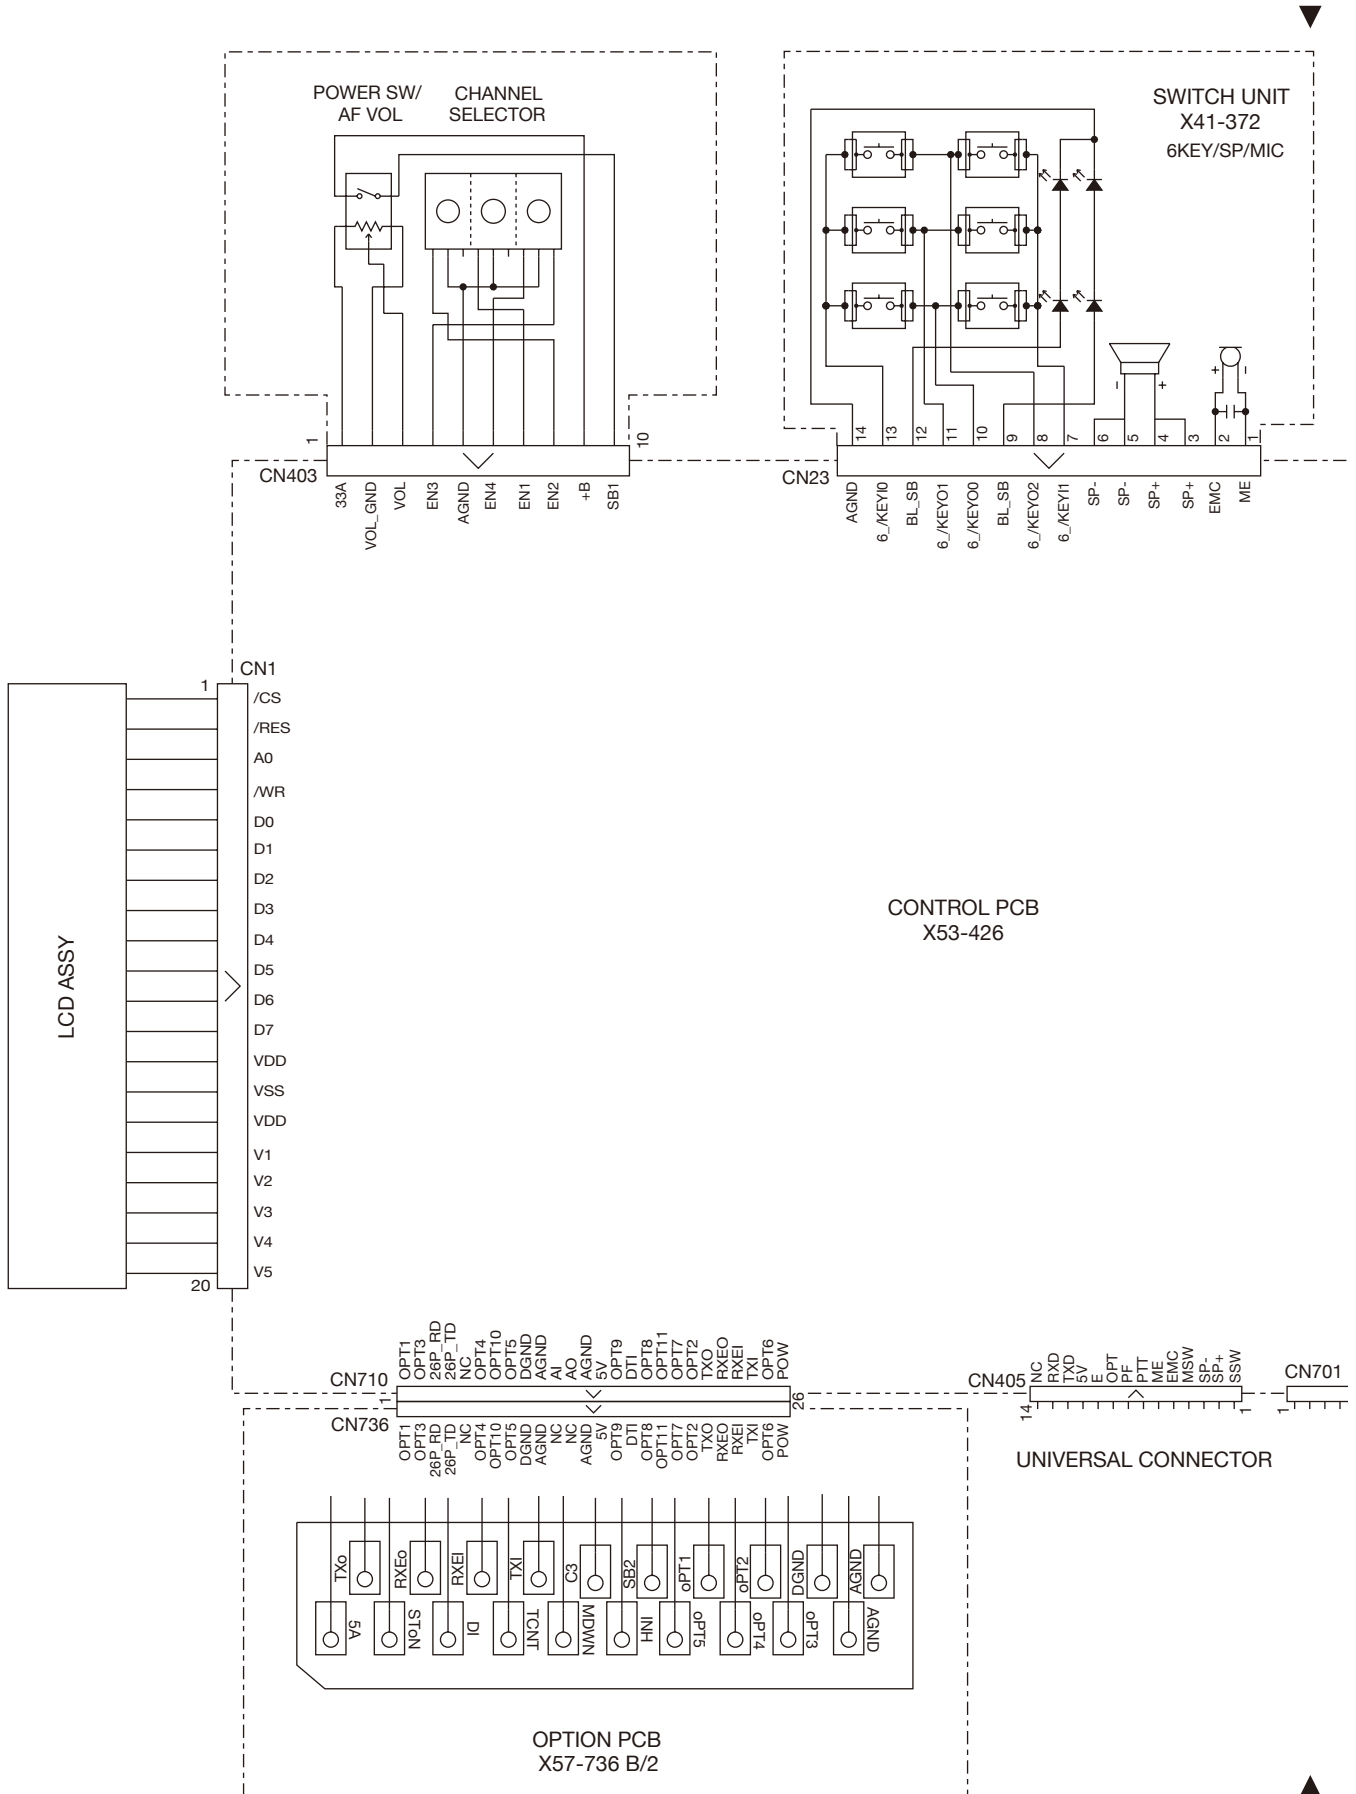 POWER SW/
AF VOL
CHANNEL
SELECTOR
SWITCH UNIT
X41-372
6KEY/SP/MIC
- + + -
1 10
CN403
33A
VOL_GND
VOL
EN3
AGND
EN4
EN1
EN2
+B
SB1
14 13 12 11 10 9 8 7 6 5 4 3 2 1
CN23
AGND
6_/KEYI0
BL_SB
6_/KEYO1
6_/KEYO0
BL_SB
6_/KEYO2
6_/KEYI1
SP-
SP-
SP+
SP+
EMC
ME
CN1
1
/CS
/RES
A0
/WR
D0
D1
D2
D3
D4
D5
D6
D7
VDD
VSS
VDD
V1
V2
V3
V4
V5
20
LCD ASSY
CONTROL PCB
X53-426
OPT1
OPT3
26P_RD
26P_TD
NC
OPT4
OPT10
OPT5
DGND
AGND
AI
AO
AGND
5V
OPT9
DTI
OPT8
OPT11
OPT7
OPT2
TXO
RXEO
RXEI
TXI
OPT6
POW
CN710
1 26
CN736
OPT1
OPT3
26P_RD
26P_TD
NC
OPT4
OPT10
OPT5
DGND
AGND
NC
NC
AGND
5V
OPT9
DTI
OPT8
OPT11
OPT7
OPT2
TXO
RXEO
RXEI
TXI
OPT6
POW
CN405
NC
RXD
TXD
5V
E
OPT
PF
PTT
ME
EMC
MSW
SP-
SP+
SSW
14 1
CN701
1
UNIVERSAL CONNECTOR
TXo
RXEo
RXEI
TXI
C3
SB2
oPT1
oPT2
DGND
AGND
5A
SToN
DI
TCNT
MDWN
INH
oPT5
oPT4
oPT3
AGND
OPTION PCB
X57-736 B/2